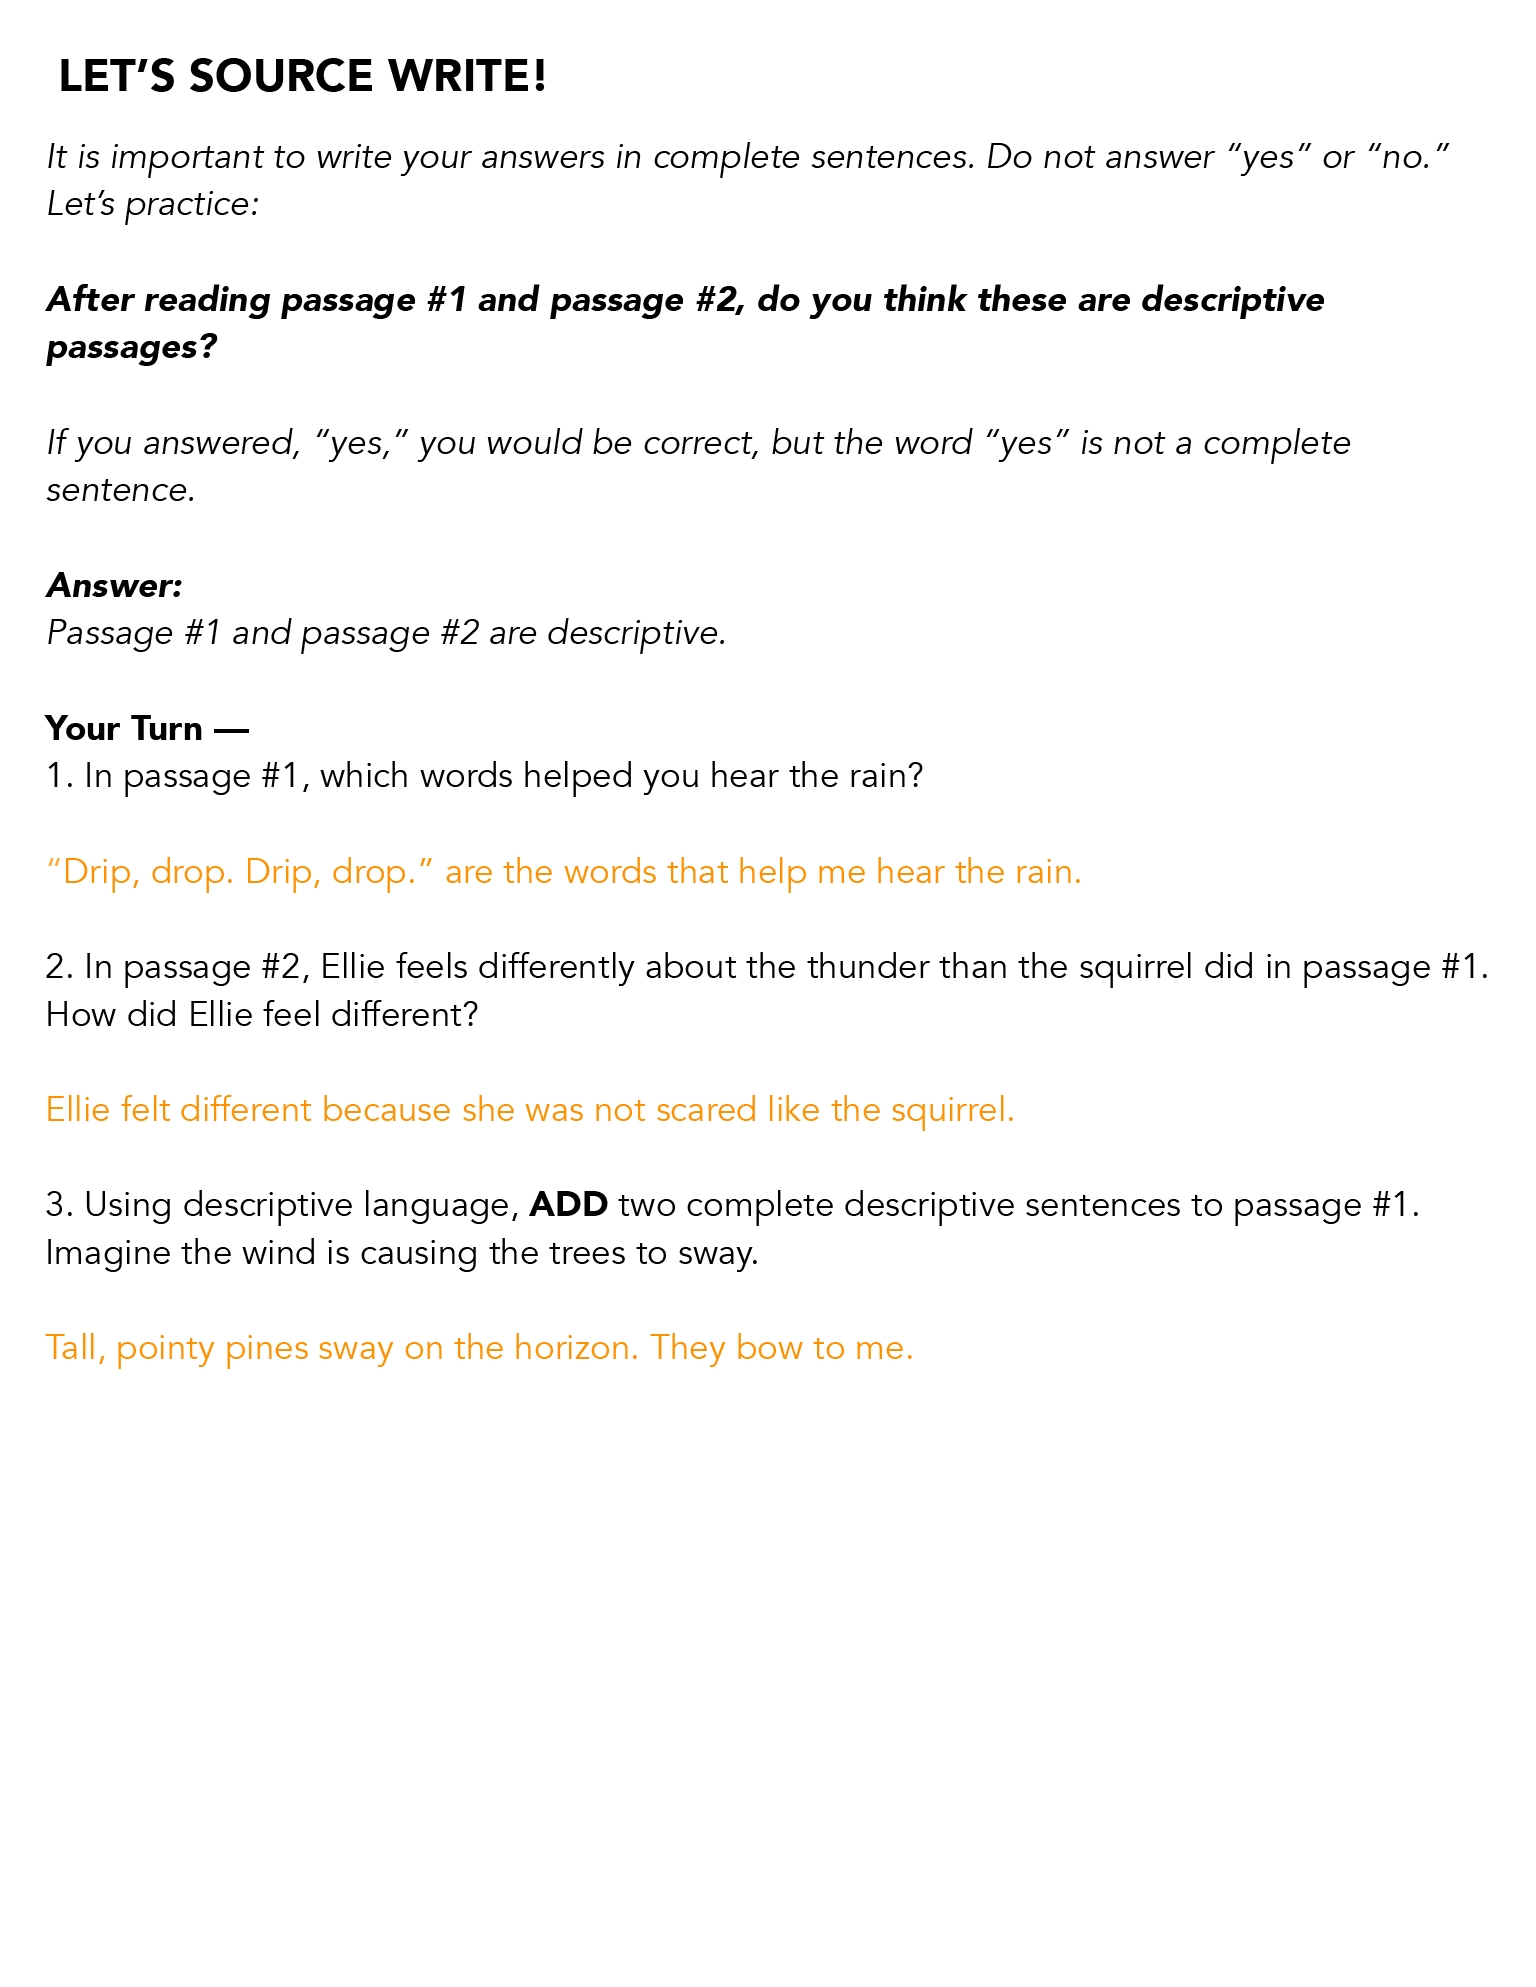 LET’S SOURCE WRITE!
It is important to write your answers in complete sentences. Do not answer “yes” or “no.”
Let’s practice:
After reading passage #1 and passage #2, do you think these are descriptive
passages?
If you answered, “yes,” you would be correct, but the word “yes” is not a complete
sentence.
Answer:
Passage #1 and passage #2 are descriptive.
Your Turn —
1. In passage #1, which words helped you hear the rain?
“Drip, drop. Drip, drop.” are the words that help me hear the rain.
2. In passage #2, Ellie feels differently about the thunder than the squirrel did in passage #1.
How did Ellie feel different?
Ellie felt different because she was not scared like the squirrel.
3. Using descriptive language, ADD two complete descriptive sentences to passage #1.
Imagine the wind is causing the trees to sway.
Tall, pointy pines sway on the horizon. They bow to me.